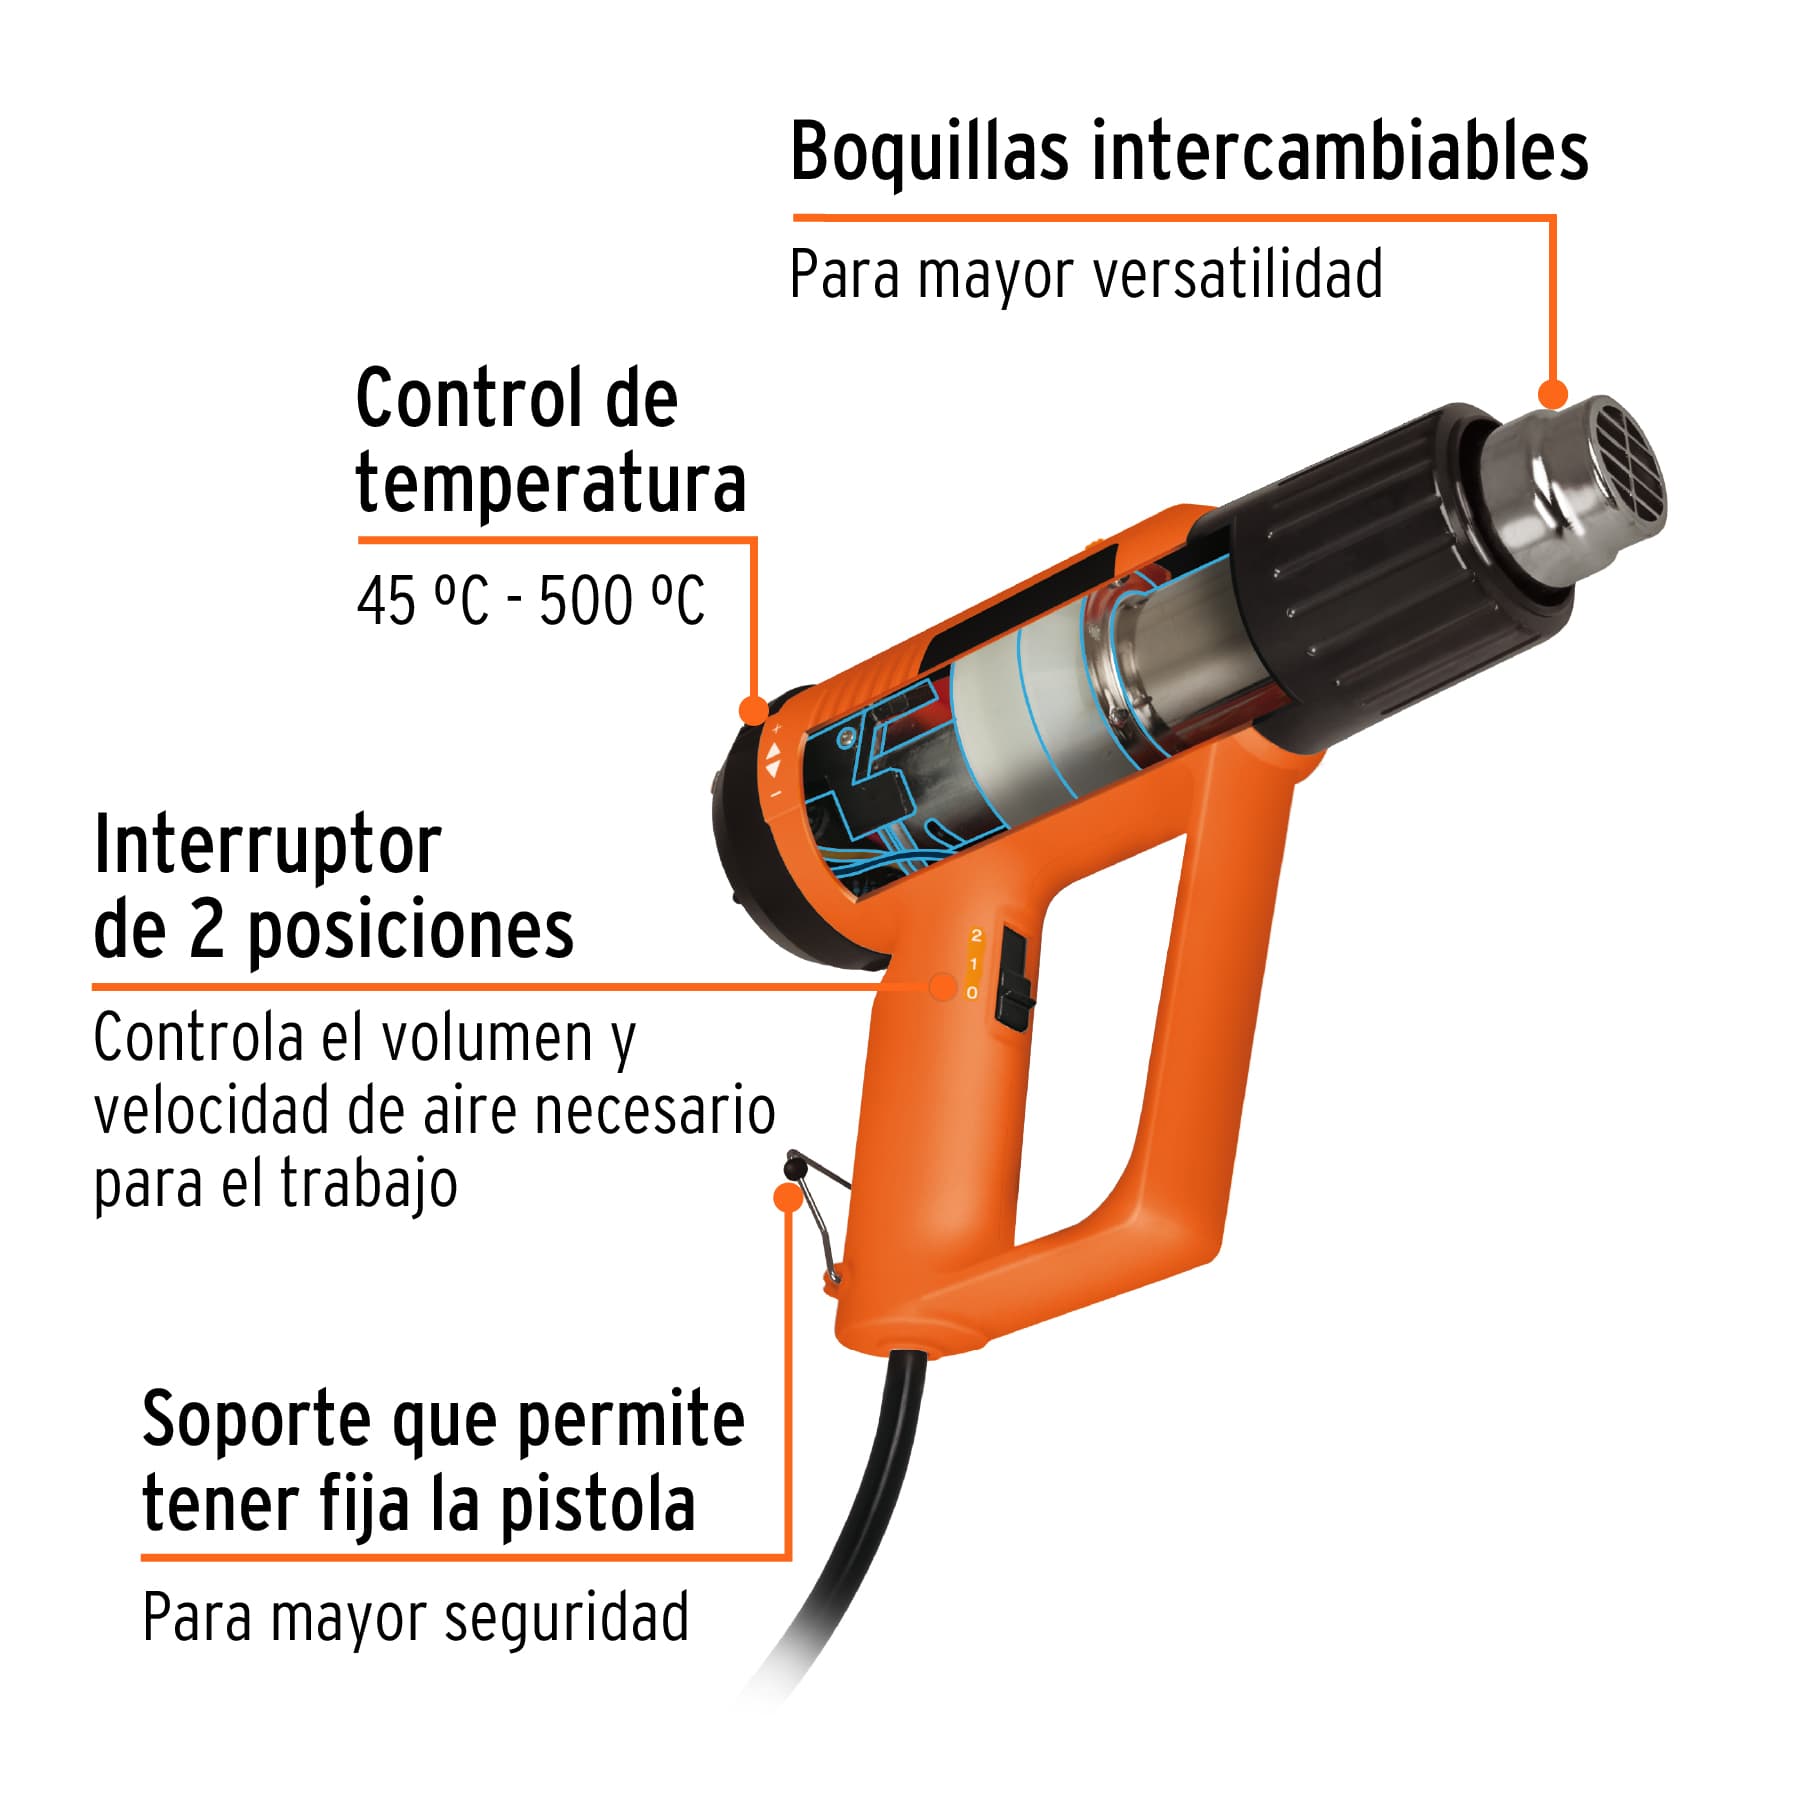 Boquillas intercambiables
Para mayor versatilidad
Control de
temperatura
45 ºC - 500 ºC
Interruptor
de 2 posiciones
Controla el volumen y
velocidad de aire necesario
para el trabajo
2
1
0
Soporte que permite
tener fija la pistola
Para mayor seguridad